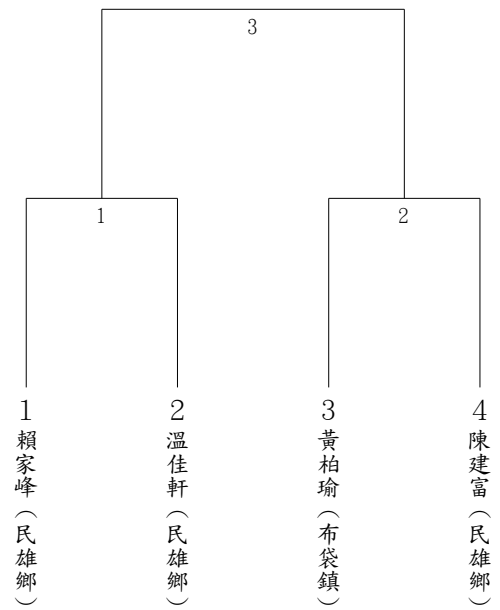 3
1
2
1 賴家峰（民雄鄉）
2 溫佳軒（民雄鄉）
3 黃柏瑜（布袋鎮）
4 陳建富（民雄鄉）